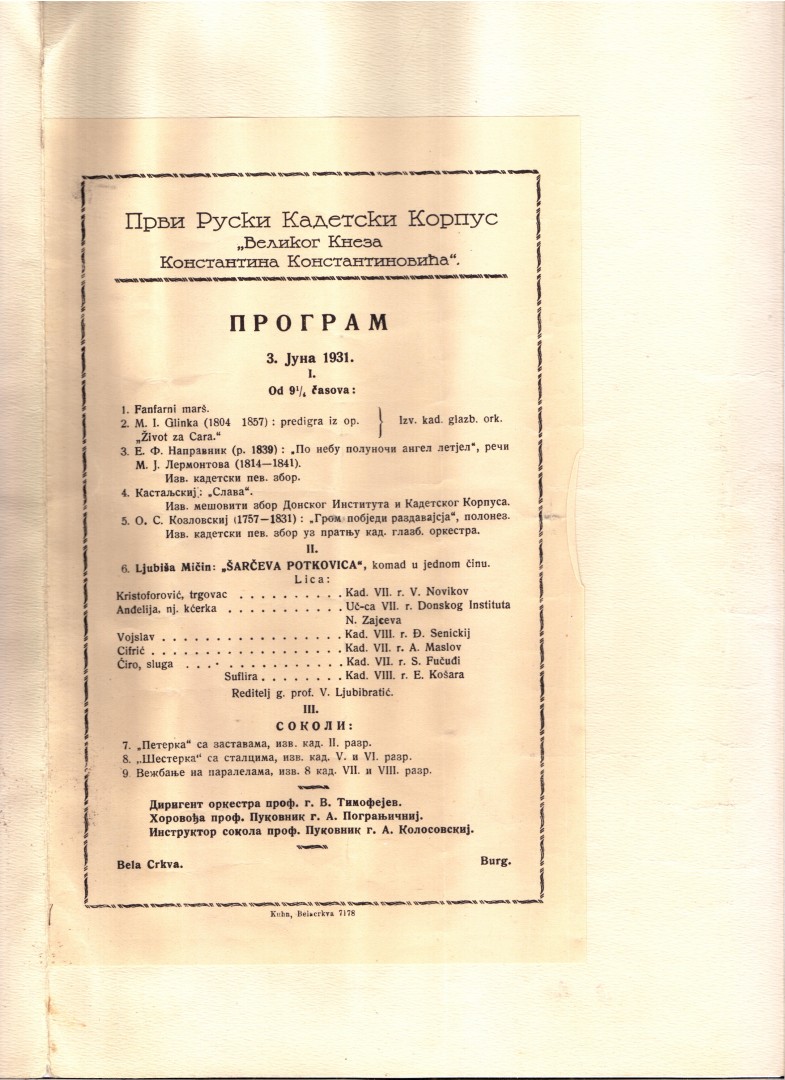 Први Руски Кадетски Корпус
„Великог Кнеза
Константина Константиновића“.
ПРОГРАМ
3. Јуна 1931.
I.
Od 9¹/₄ časova:
1. Fanfarni marš.
2. M. I. Glinka (1804 1857) : predigra iz op. } Izv. kad. glazb. ork.
„Život za Cara.“
3. Е. Ф. Направник (р. 1839) : „По небу полуночи ангел летјел“, речи
М. Ј. Лермонтова (1814—1841).
Изв. кадетски пев. збор.
4. Кастаљскиј : „Слава“.
Изв. мешовити збор Донског Института и Кадетског Корпуса.
5. О. С. Козловскиј (1757—1831) : „Гром побједи раздавајсја“, полонез.
Изв. кадетски пев. збор уз пратњу кад. глазб. оркестра.
II.
6. Ljubiša Mičin: „ŠARČEVA POTKOVICA“, komad u jednom činu.
Lica:
Kristoforović, trgovac . . . . . . . . . . Kad. VII. r. V. Novikov
Anđelija, nj. kćerka . . . . . . . . . . . Uč-ca VII. r. Donskog Instituta
N. Zajceva
Vojslav . . . . . . . . . . . . . . . . . Kad. VIII. r. Đ. Senickij
Cifrić . . . . . . . . . . . . . . . . . . Kad. VII. r. A. Maslov
Ćiro, sluga . . . . . . . . . . . . . . . Kad. VII. r. S. Fučuđi
Suflira . . . . . . . . Kad. VIII. r. E. Košara
Reditelj g. prof. V. Ljubibratić.
III.
СОКОЛИ:
7. „Петерка“ са заставама, изв. кад. II. разр.
8. „Шестерка“ са сталцима, изв. кад. V. и VI. разр.
9 Вежбање на паралелама, изв. 8 кад. VII. и VIII. разр.
Диригент оркестра проф. г. В. Тимофејев.
Хоровођа проф. Пуковник г. А. Пограњичниј.
Инструктор сокола проф. Пуковник г. А. Колосовскиј.
Bela Crkva. Burg.
Kuhn, Belacrkva 7178